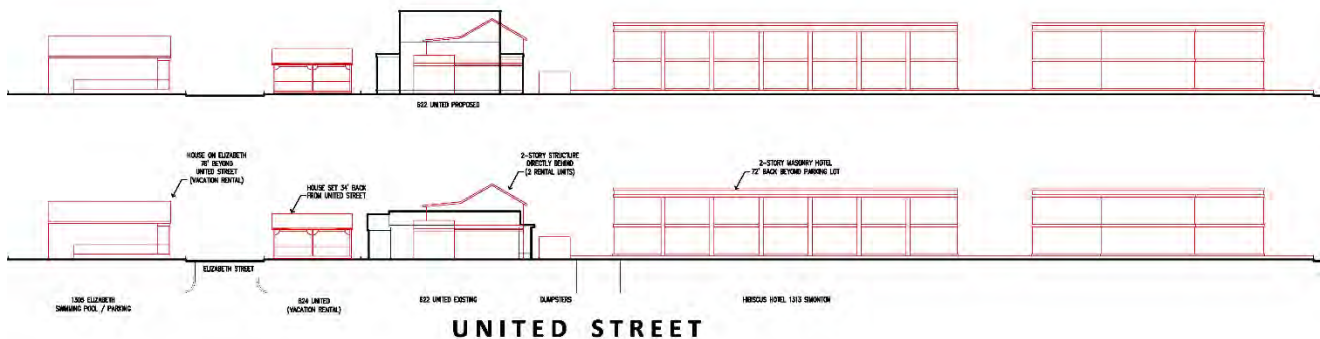 622 UNITED PROPOSED
HOUSE ON ELIZABETH
76' BEYOND
UNITED STREET
(VACATION RENTAL)
HOUSE SET 34' BACK
FROM UNITED STREET
2-STORY STRUCTURE
DIRECTLY BEHIND
(2 RENTAL UNITS)
2-STORY MASONRY HOTEL
72' BACK BEYOND PARKING LOT
ELIZABETH STREET
1305 ELIZABETH
SWIMMING POOL / PARKING
624 UNITED
(VACATION RENTAL)
622 UNITED EXISTING
DUMPSTERS
HIBISCUS HOTEL 1313 SIMONTON
UNITED STREET